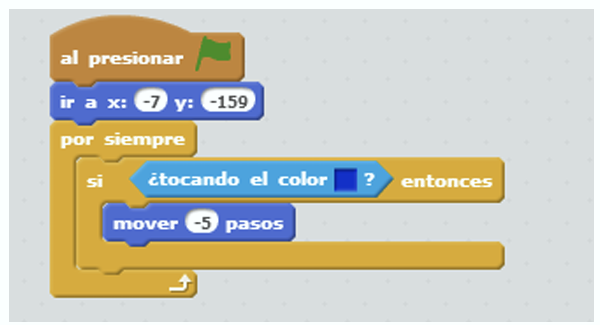 al presionar
ir a x: -7 y: -159
por siempre
si ¿tocando el color ? entonces
mover -5 pasos